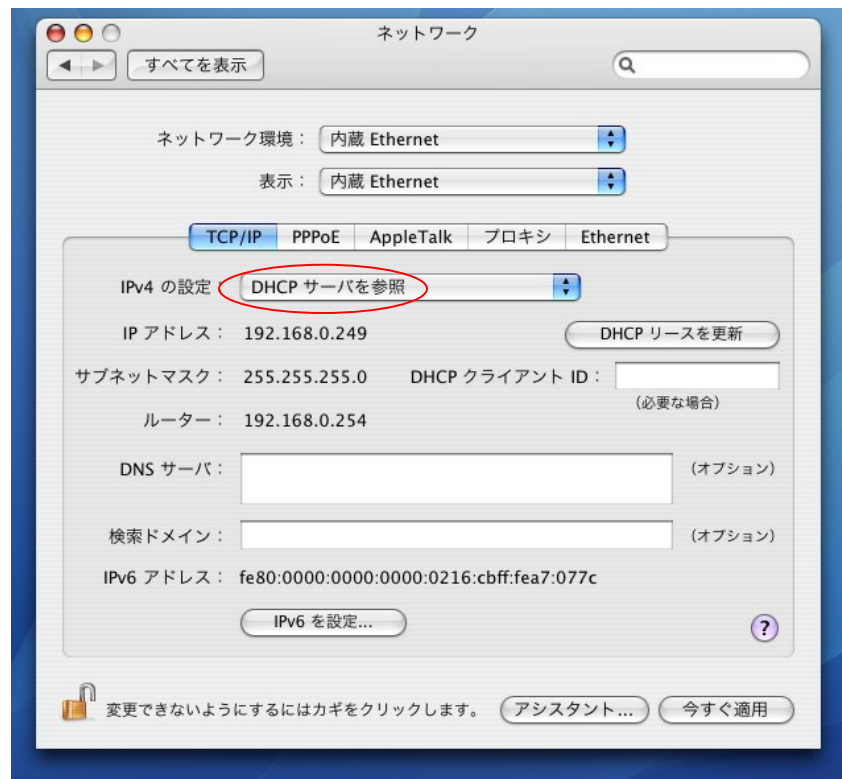 ネットワーク
すべてを表示
ネットワーク環境： 内蔵 Ethernet
表示： 内蔵 Ethernet
TCP/IP PPPoE AppleTalk プロキシ Ethernet
IPv4 の設定： DHCP サーバを参照
IP アドレス： 192.168.0.249 DHCP リースを更新
サブネットマスク： 255.255.255.0 DHCP クライアント ID：
(必要な場合)
ルーター： 192.168.0.254
DNS サーバ： (オプション)
検索ドメイン： (オプション)
IPv6 アドレス： fe80:0000:0000:0000:0216:cbff:fea7:077c
IPv6 を設定... ?
変更できないようにするにはカギをクリックします。 アシスタント... 今すぐ適用